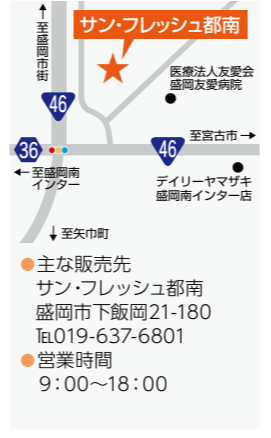 ↑至盛岡市街
サン・フレッシュ都南
医療法人友愛会
盛岡友愛病院
46
至宮古市→
36
46
←至盛岡南
インター
デイリーヤマザキ
盛岡南インター店
↓至矢巾町
●主な販売先
サン・フレッシュ都南
盛岡市下飯岡21-180
℡019-637-6801
●営業時間
9:00〜18:00